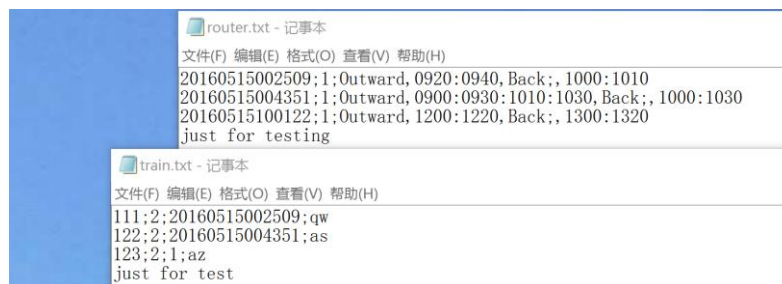 router.txt - 记事本
文件(F) 编辑(E) 格式(O) 查看(V) 帮助(H)
20160515002509;1;Outward,0920:0940,Back;,1000:1010
20160515004351;1;Outward,0900:0930:1010:1030,Back;,1000:1030
20160515100122;1;Outward,1200:1220,Back;,1300:1320
just for testing
train.txt - 记事本
文件(F) 编辑(E) 格式(O) 查看(V) 帮助(H)
111;2;20160515002509;qw
122;2;20160515004351;as
123;2;1;az
just for test